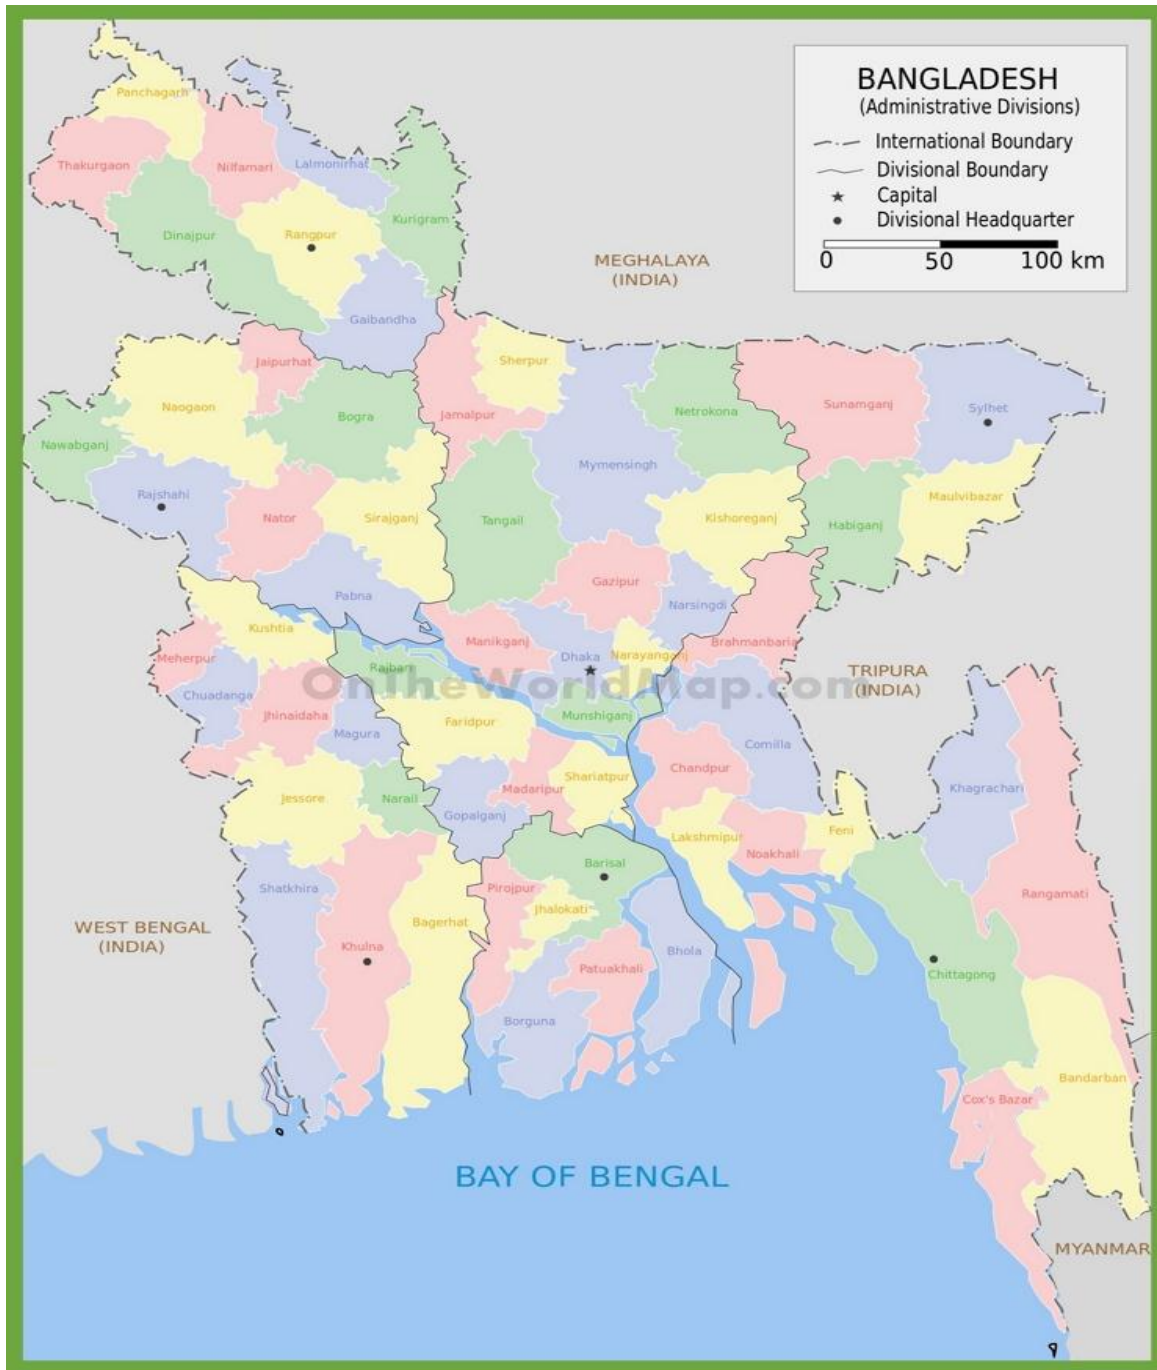 BANGLADESH
(Administrative Divisions)
International Boundary
Divisional Boundary
Capital
Divisional Headquarter
0 50 100 km
Panchagarh
Thakurgaon
Nilfamari
Lalmonirhat
Dinajpur
Rangpur
Kurigram
MEGHALAYA
(INDIA)
Gaibandha
Jaipurhat
Sherpur
Naogaon
Bogra
Jamalpur
Netrokona
Sunamganj
Sylhet
Nawabganj
Mymensingh
Rajshahi
Maulvibazar
Nator
Sirajganj
Tangail
Kishoreganj
Habiganj
Pabna
Gazipur
Narsingdi
Kushtia
Manikganj
Brahmanbaria
Meherpur
Dhaka
Narayanganj
Rajbari
TRIPURA
(INDIA)
OnTheWorldMap.com
Chuadanga
Jhinaidaha
Magura
Faridpur
Munshiganj
Comilla
Chandpur
Shariatpur
Madaripur
Khagrachari
Jessore
Narail
Gopalganj
Lakshmipur
Noakhali
Feni
Barisal
Shatkhira
Pirojpur
Rangamati
Jhalokati
Bagerhat
WEST BENGAL
(INDIA)
Khulna
Bhola
Patuakhali
Chittagong
Borguna
Bandarban
Cox's Bazar
BAY OF BENGAL
MYANMAR